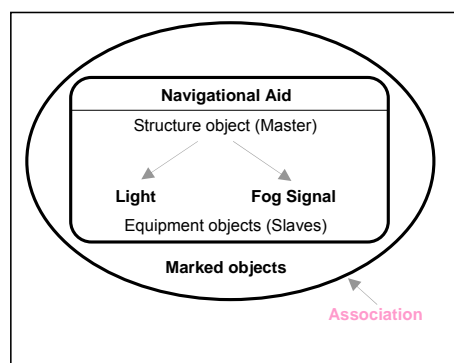 Navigational Aid
Structure object (Master)
Light Fog Signal
Equipment objects (Slaves)
Marked objects
Association